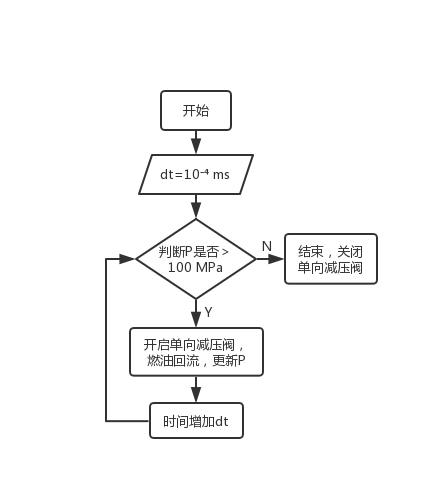 开始
dt=10⁻⁴ ms
判断P是否 >
100 MPa
N
结束，关闭
单向减压阀
Y
开启单向减压阀，
燃油回流，更新P
时间增加dt